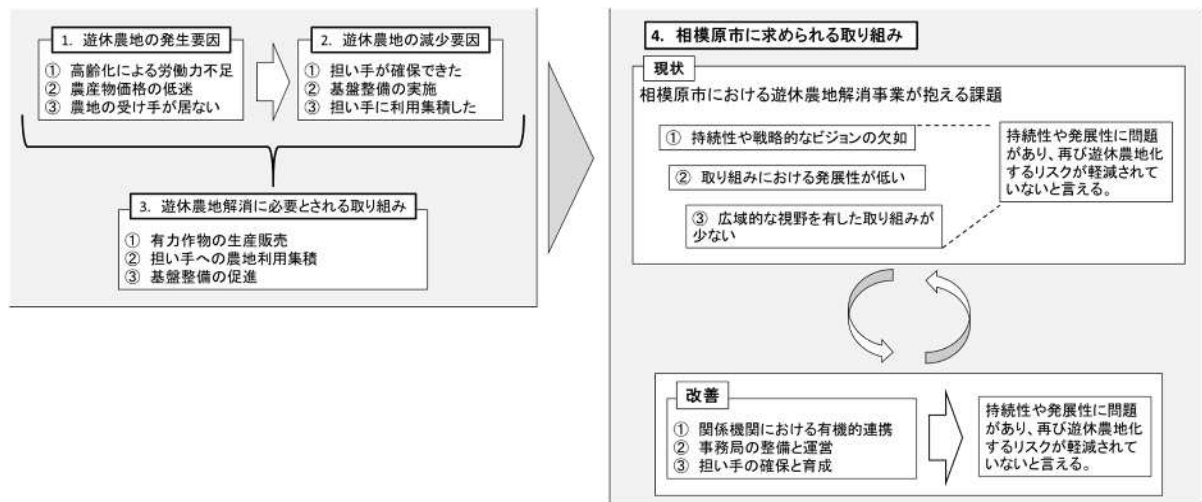 1. 遊休農地の発生要因
① 高齢化による労働力不足
② 農産物価格の低迷
③ 農地の受け手が居ない
2. 遊休農地の減少要因
① 担い手が確保できた
② 基盤整備の実施
③ 担い手に利用集積した
3. 遊休農地解消に必要とされる取り組み
① 有力作物の生産販売
② 担い手への農地利用集積
③ 基盤整備の促進
4. 相模原市に求められる取り組み
現状
相模原市における遊休農地解消事業が抱える課題
① 持続性や戦略的なビジョンの欠如
② 取り組みにおける発展性が低い
③ 広域的な視野を有した取り組みが
少ない
持続性や発展性に問題
があり、再び遊休農地化
するリスクが軽減されて
いないと言える。
改善
① 関係機関における有機的連携
② 事務局の整備と運営
③ 担い手の確保と育成
持続性や発展性に問題
があり、再び遊休農地化
するリスクが軽減されて
いないと言える。